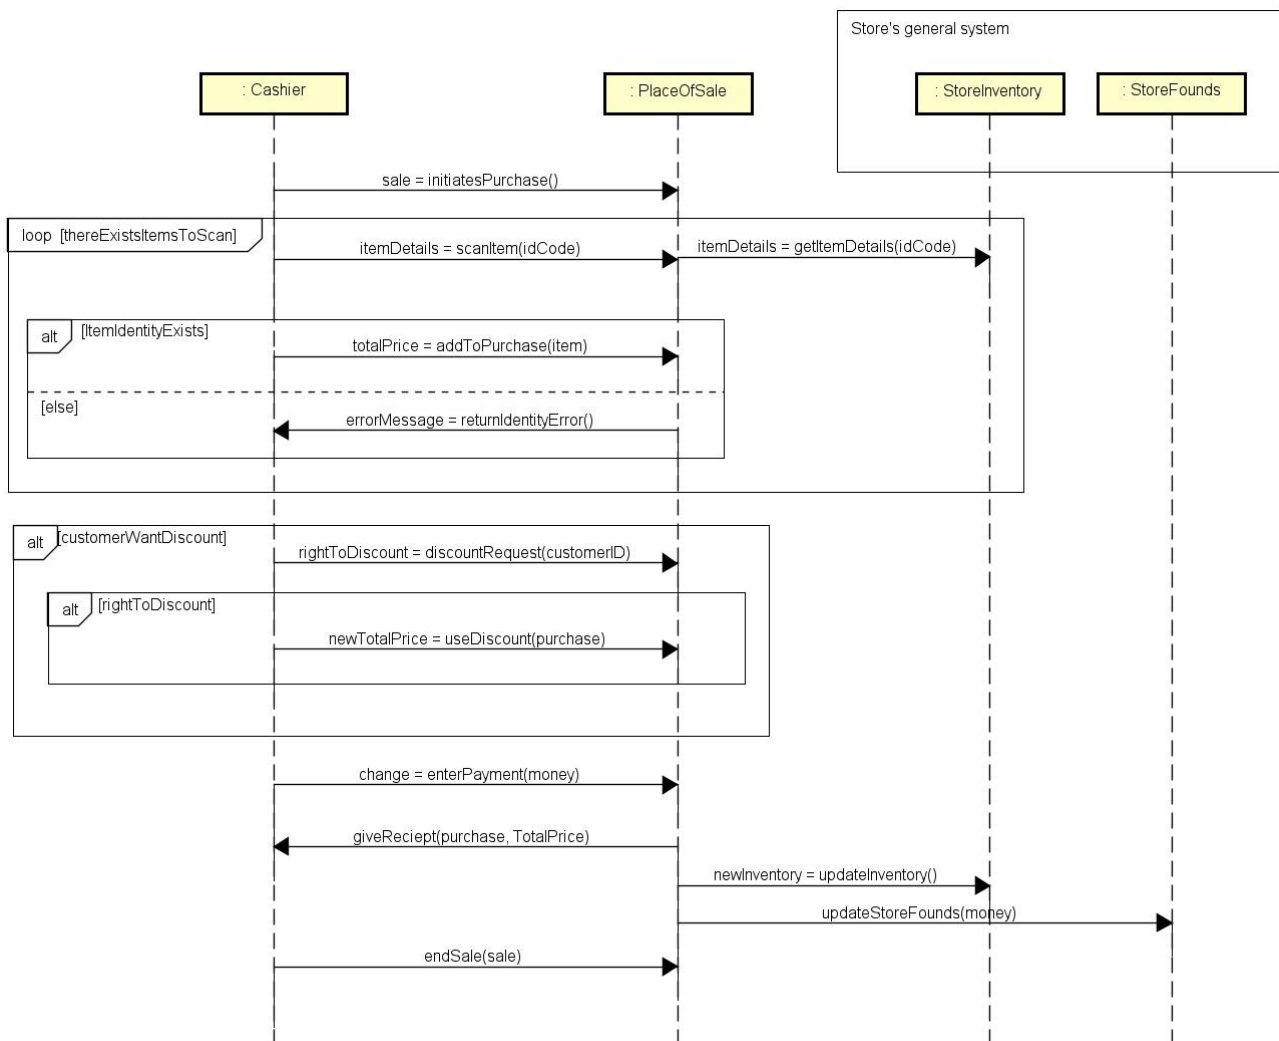 Store's general system
: Cashier
: PlaceOfSale
: StoreInventory
: StoreFounds
sale = initiatesPurchase()
loop [thereExistsItemsToScan]
itemDetails = scanItem(idCode)
itemDetails = getItemDetails(idCode)
alt [ItemIdentityExists]
totalPrice = addToPurchase(item)
[else]
errorMessage = returnIdentityError()
alt [customerWantDiscount]
rightToDiscount = discountRequest(customerID)
alt [rightToDiscount]
newTotalPrice = useDiscount(purchase)
change = enterPayment(money)
giveReciept(purchase, TotalPrice)
newInventory = updateInventory()
updateStoreFounds(money)
endSale(sale)